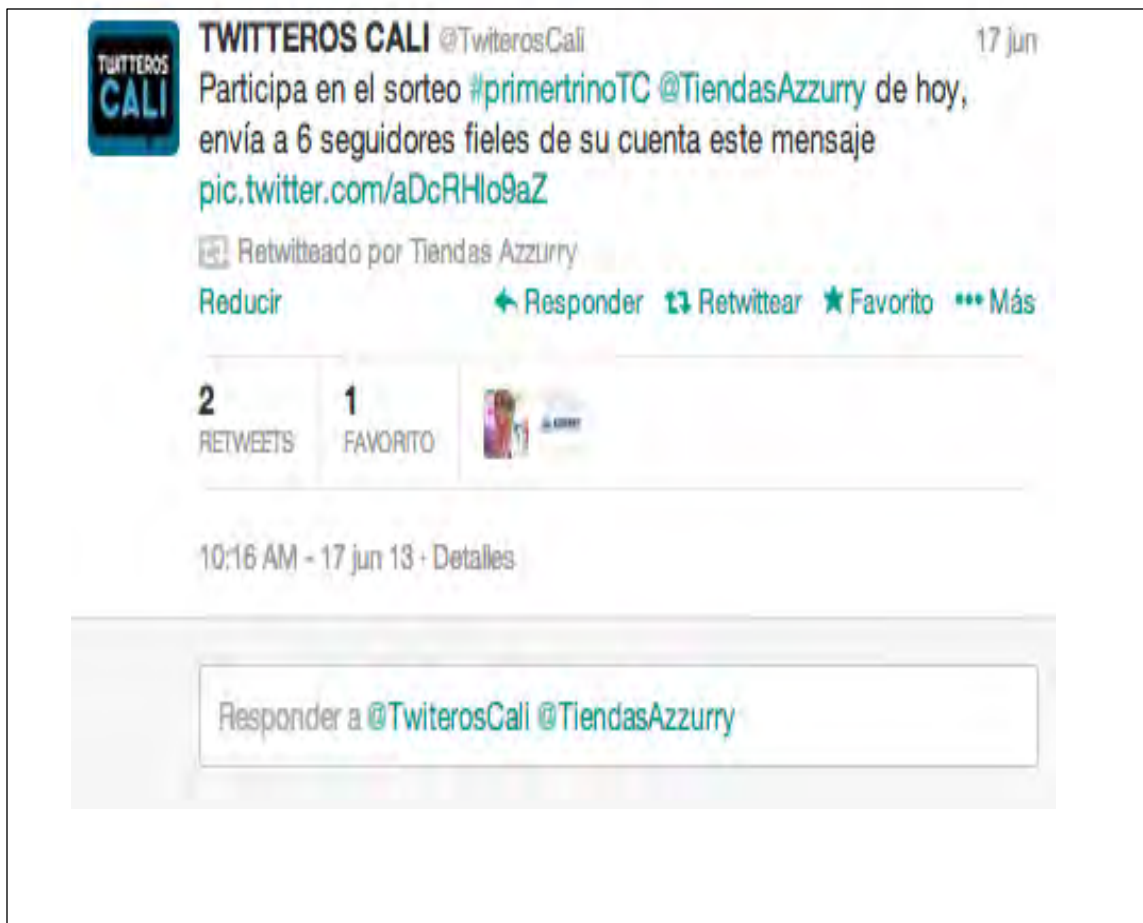 TWITTEROS CALI @TwiterosCali 17 jun
TWITTEROS
CALI
Participa en el sorteo #primertrinoTC @TiendasAzzurry de hoy,
envía a 6 seguidores fieles de su cuenta este mensaje
pic.twitter.com/aDcRHlo9aZ
Retwitteado por Tiendas Azzurry
Reducir Responder Retwittear Favorito Más
2 1
RETWEETS FAVORITO
10:16 AM - 17 jun 13 · Detalles
Responder a @TwiterosCali @TiendasAzzurry